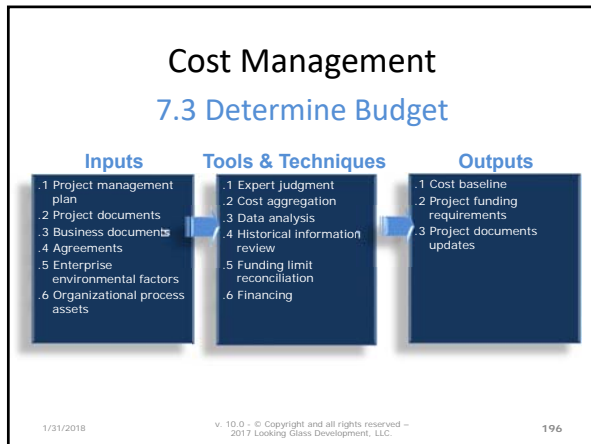 Cost Management
7.3 Determine Budget
Inputs
.1 Project management
plan
.2 Project documents
.3 Business documents
.4 Agreements
.5 Enterprise
environmental factors
.6 Organizational process
assets
Tools & Techniques
.1 Expert judgment
.2 Cost aggregation
.3 Data analysis
.4 Historical information
review
.5 Funding limit
reconciliation
.6 Financing
Outputs
.1 Cost baseline
.2 Project funding
requirements
.3 Project documents
updates
1/31/2018
v. 10.0 - © Copyright and all rights reserved –
2017 Looking Glass Development, LLC.
196